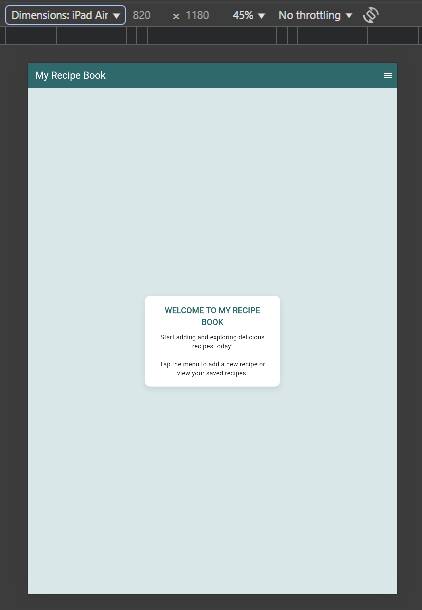 Dimensions: iPad Air ▼ 820 × 1180 45% ▼ No throttling ▼
My Recipe Book
WELCOME TO MY RECIPE
BOOK
Start adding and exploring delicious
recipes today.
Tap the menu to add a new recipe or
view your saved recipes.